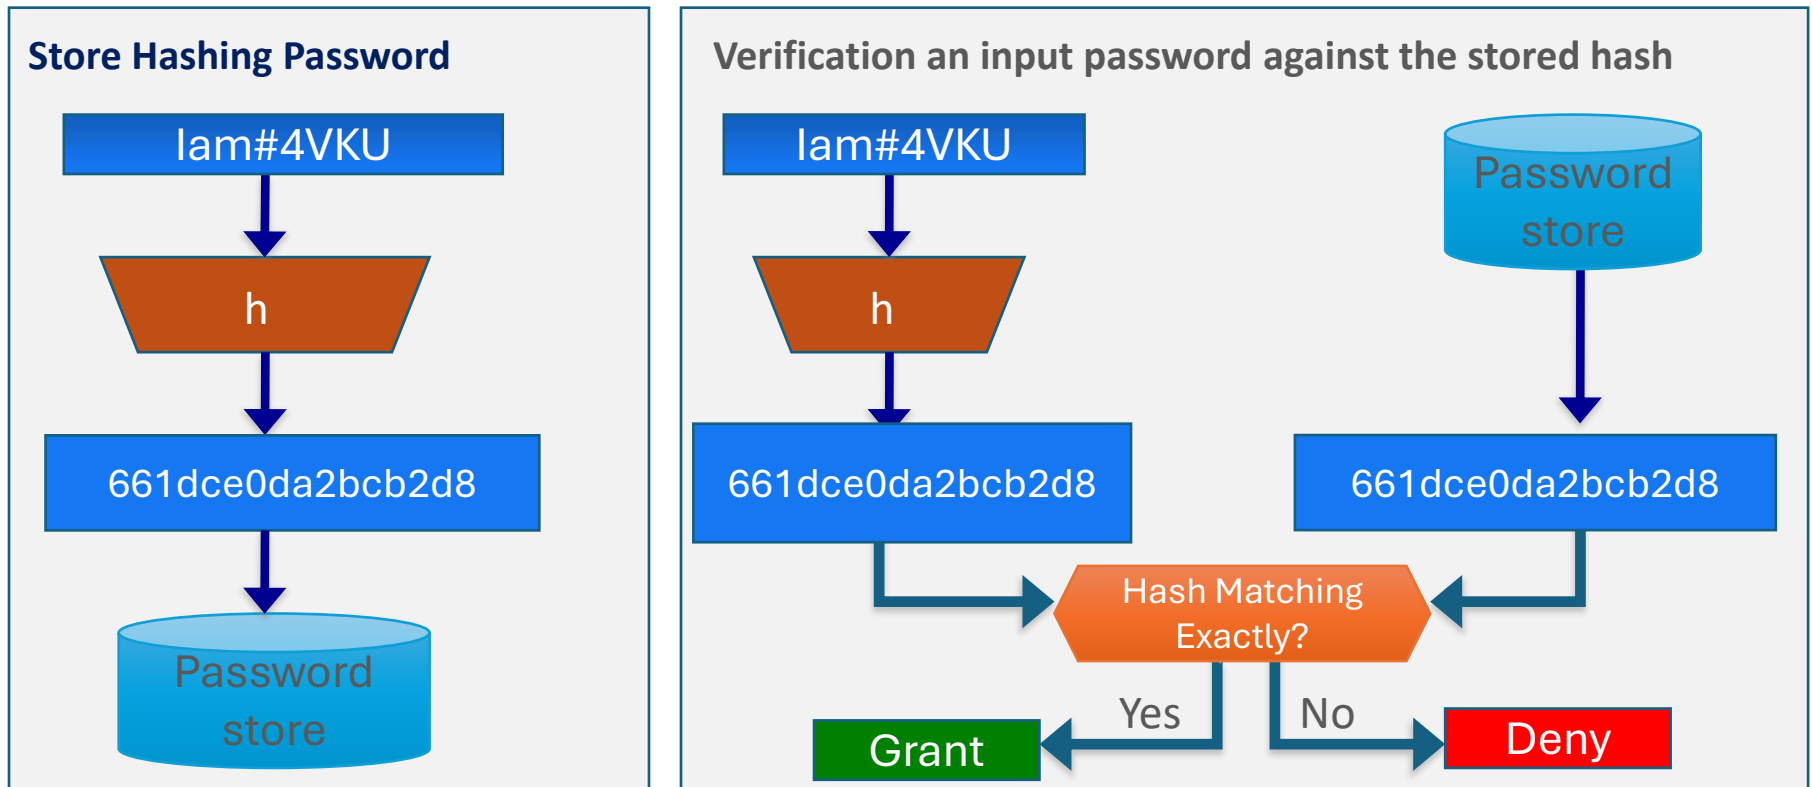 Store Hashing Password
Iam#4VKU
h
661dce0da2bcb2d8
Password
store
Verification an input password against the stored hash
Iam#4VKU
h
661dce0da2bcb2d8
Password
store
661dce0da2bcb2d8
Hash Matching
Exactly?
Yes
No
Grant
Deny